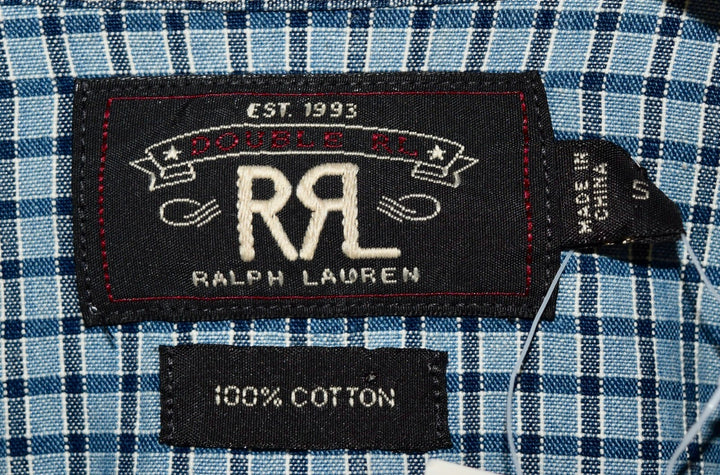 EST. 1993
DOUBLE RL
RRL
RALPH LAUREN
MADE IN
CHINA
S
100% COTTON